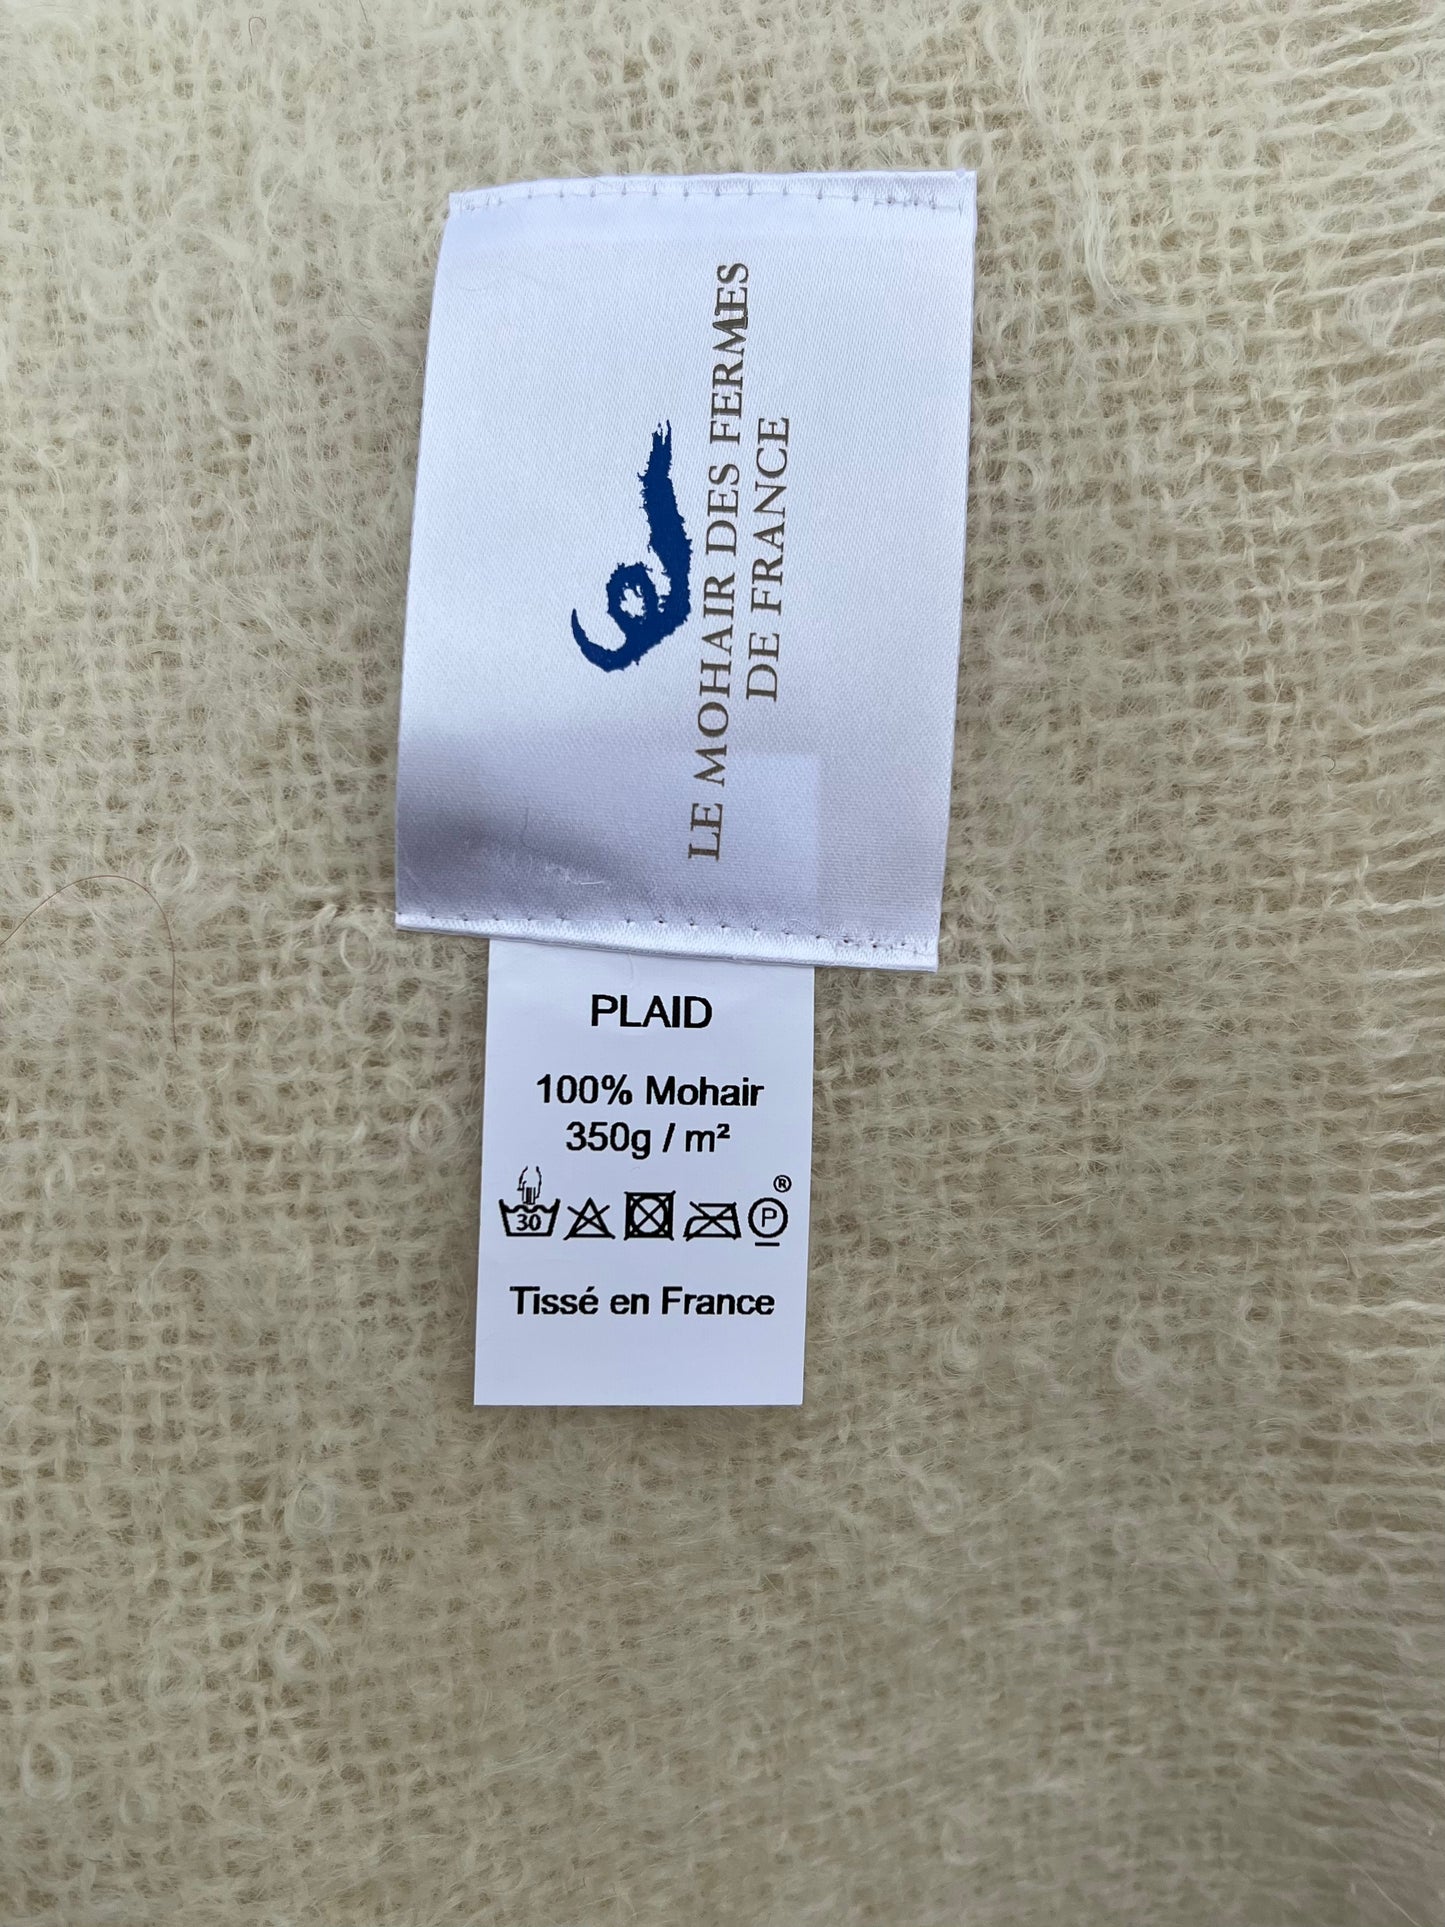 LE MOHAIR DES FERMES
DE FRANCE
PLAID
100% Mohair
350g / m²
30 P ®
Tissé en France